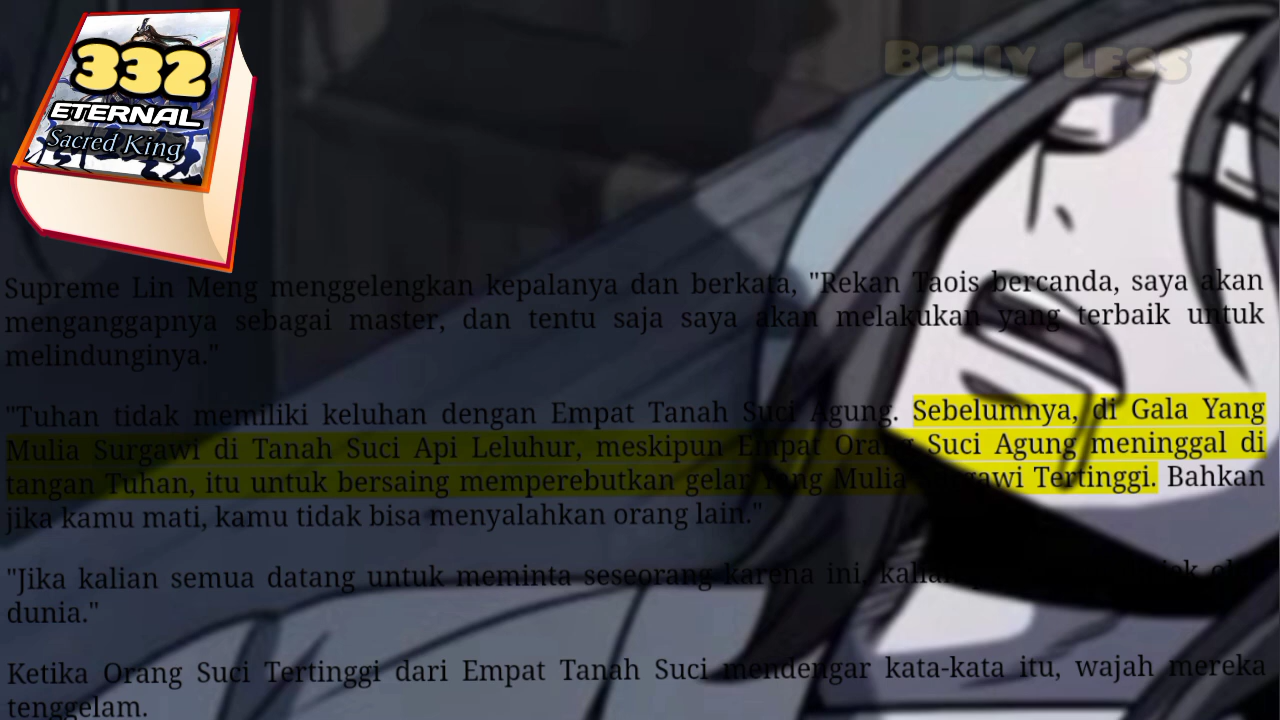 Bully Less
332
ETERNAL
Sacred King
Supreme Lin Meng menggelengkan kepalanya dan berkata, "Rekan Taois bercanda, saya akan
menganggapnya sebagai master, dan tentu saja saya akan melakukan yang terbaik untuk
melindunginya."
"Tuhan tidak memiliki keluhan dengan Empat Tanah Suci Agung. Sebelumnya, di Gala Yang
Mulia Surgawi di Tanah Suci Api Leluhur, meskipun Empat Orang Suci Agung meninggal di
tangan Tuhan, itu untuk bersaing memperebutkan gelar Yang Mulia Surgawi Tertinggi. Bahkan
jika kamu mati, kamu tidak bisa menyalahkan orang lain."
"Jika kalian semua datang untuk meminta seseorang karena ini,
dunia."
Ketika Orang Suci Tertinggi dari Empat Tanah Suci mendengar kata-kata itu, wajah mereka
tenggelam.